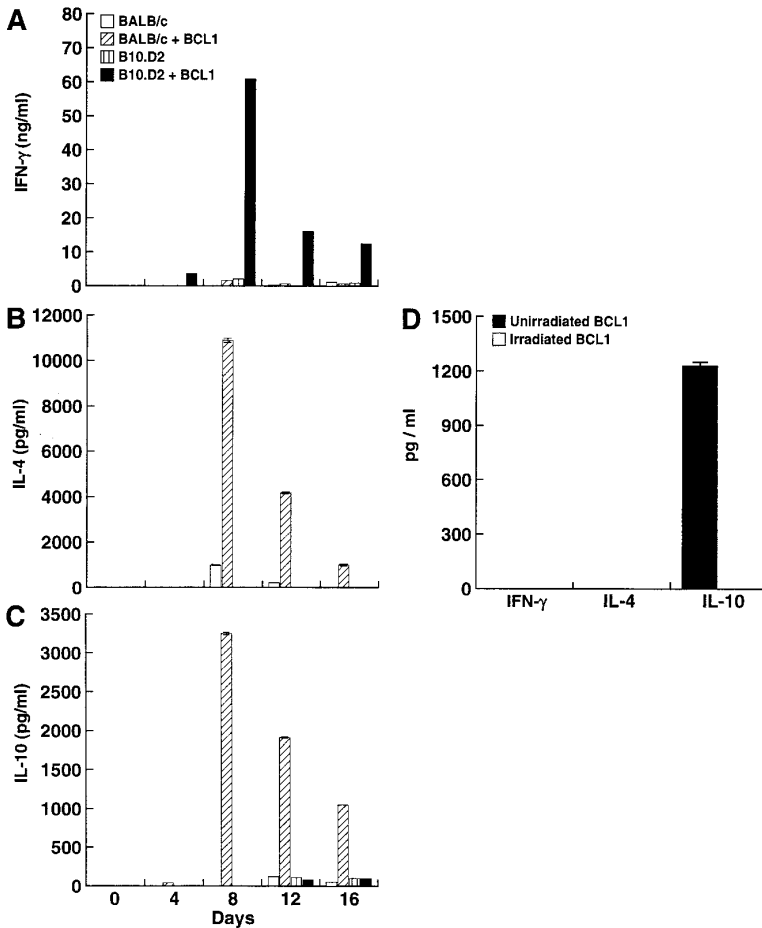 A
BALB/c
BALB/c + BCL1
B10.D2
B10.D2 + BCL1
IFN-γ (ng/ml)
80
70
60
50
40
30
20
10
0
B
IL-4 (pg/ml)
12000
10000
8000
6000
4000
2000
0
C
IL-10 (pg/ml)
3500
3000
2500
2000
1500
1000
500
0
0 4 8 12 16
Days
D
Unirradiated BCL1
Irradiated BCL1
pg / ml
1500
1200
900
600
300
0
IFN-γ IL-4 IL-10